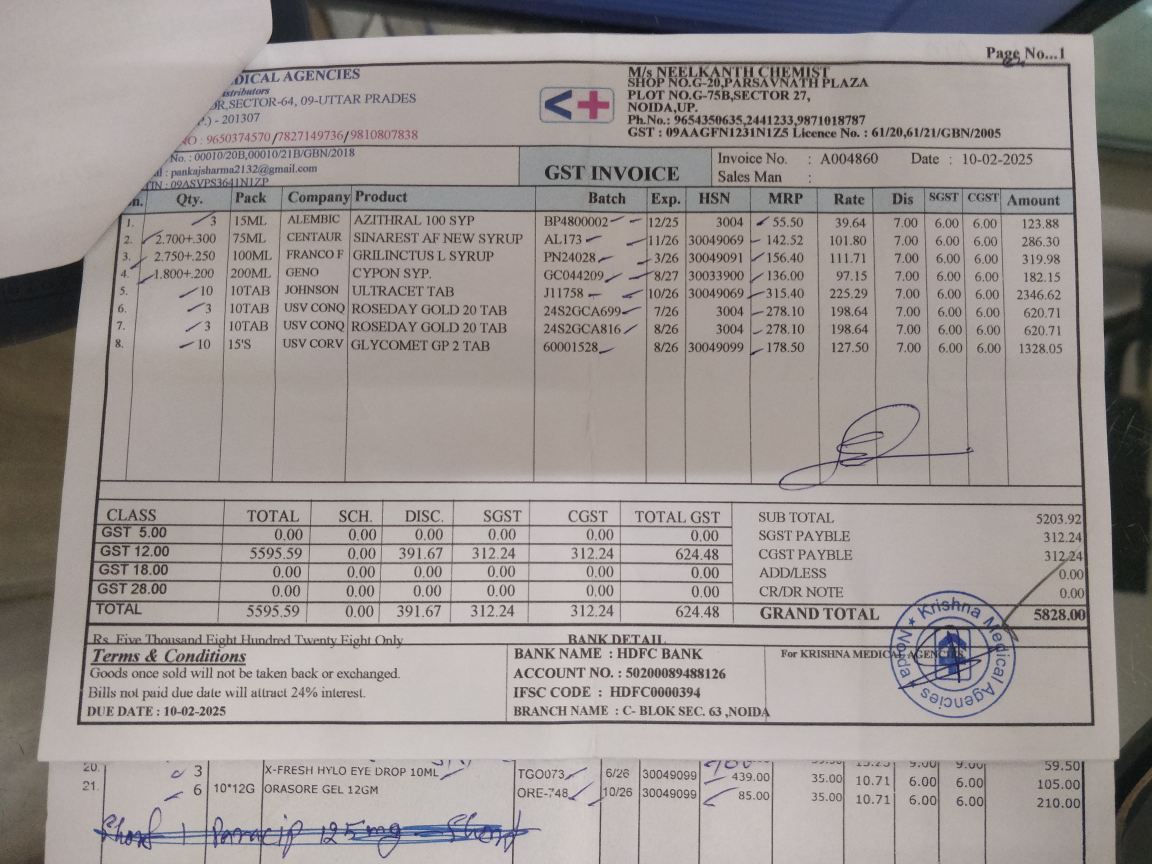 Page No...1
DICAL AGENCIES
stributors
OR,SECTOR-64, 09-UTTAR PRADES
P.) - 201307
NO : 9650374570/7827149736/9810807838
No. : 00010/20B,00010/21B/GBN/2018
: pankajsharma2132@gmail.com
TIN : 09ASVPS3641N1ZP
M/s NEELKANTH CHEMIST
SHOP NO.G-20,PARSAVNATH PLAZA
PLOT NO.G-75B,SECTOR 27,
NOIDA,UP.
Ph.No.: 9654350635,2441233,9871018787
GST : 09AAGFN1231N1Z5 Licence No. : 61/20,61/21/GBN/2005
GST INVOICE
Invoice No. : A004860 Date : 10-02-2025
Sales Man :
n. Qty. Pack Company Product Batch Exp. HSN MRP Rate Dis SGST CGST Amount
1. 3 15ML ALEMBIC AZITHRAL 100 SYP BP4800002 12/25 3004 55.50 39.64 7.00 6.00 6.00 123.88
2. 2.700+.300 75ML CENTAUR SINAREST AF NEW SYRUP AL173 11/26 30049069 142.52 101.80 7.00 6.00 6.00 286.30
3. 2.750+.250 100ML FRANCO F GRILINCTUS L SYRUP PN24028 3/26 30049091 156.40 111.71 7.00 6.00 6.00 319.98
4. 1.800+.200 200ML GENO CYPON SYP. GC044209 8/27 30033900 136.00 97.15 7.00 6.00 6.00 182.15
5. 10 10TAB JOHNSON ULTRACET TAB J11758 10/26 30049069 315.40 225.29 7.00 6.00 6.00 2346.62
6. 3 10TAB USV CONQ ROSEDAY GOLD 20 TAB 24S2GCA699 7/26 3004 278.10 198.64 7.00 6.00 6.00 620.71
7. 3 10TAB USV CONQ ROSEDAY GOLD 20 TAB 24S2GCA816 8/26 3004 278.10 198.64 7.00 6.00 6.00 620.71
8. 10 15'S USV CORV GLYCOMET GP 2 TAB 60001528 8/26 30049099 178.50 127.50 7.00 6.00 6.00 1328.05
CLASS TOTAL SCH. DISC. SGST CGST TOTAL GST
GST 5.00 0.00 0.00 0.00 0.00 0.00 0.00
GST 12.00 5595.59 0.00 391.67 312.24 312.24 624.48
GST 18.00 0.00 0.00 0.00 0.00 0.00 0.00
GST 28.00 0.00 0.00 0.00 0.00 0.00 0.00
TOTAL 5595.59 0.00 391.67 312.24 312.24 624.48
SUB TOTAL 5203.92
SGST PAYBLE 312.24
CGST PAYBLE 312.24
ADD/LESS 0.00
CR/DR NOTE 0.00
GRAND TOTAL 5828.00
Rs. Five Thousand Eight Hundred Twenty Eight Only
Terms & Conditions
Goods once sold will not be taken back or exchanged.
Bills not paid due date will attract 24% interest.
DUE DATE : 10-02-2025
BANK DETAIL
BANK NAME : HDFC BANK
ACCOUNT NO. : 50200089488126
IFSC CODE : HDFC0000394
BRANCH NAME : C- BLOK SEC. 63 ,NOIDA
For KRISHNA MEDICAL AGENCIES
Krishna Medical Agencies
Noida
20. 3 X-FRESH HYLO EYE DROP 10ML TGO073 6/26 30049099 439.00 35.00 6.00 6.00 59.50
21. 6 10*12G ORASORE GEL 12GM ORE-748 10/26 30049099 85.00 35.00 10.71 6.00 6.00 105.00
210.00
Short 1 Paracip 125mg - Short